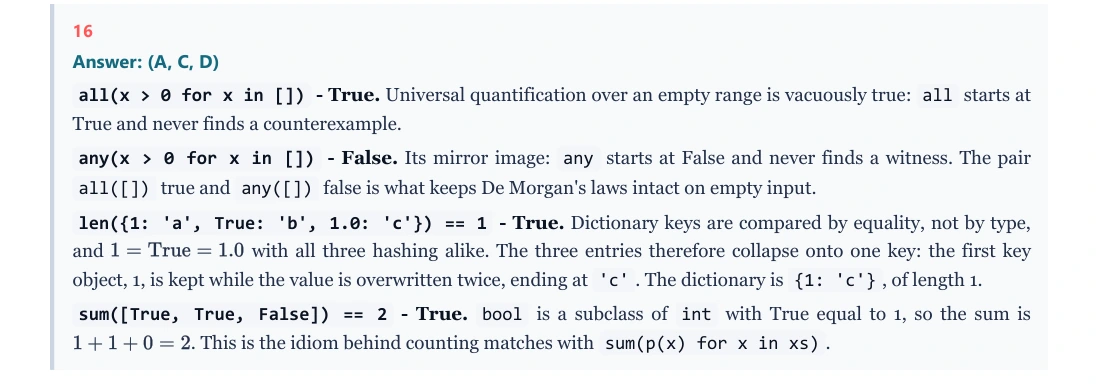 16
Answer: (A, C, D)
all(x > 0 for x in []) - True. Universal quantification over an empty range is vacuously true: all starts at
True and never finds a counterexample.
any(x > 0 for x in []) - False. Its mirror image: any starts at False and never finds a witness. The pair
all([]) true and any([]) false is what keeps De Morgan's laws intact on empty input.
len({1: 'a', True: 'b', 1.0: 'c'}) == 1 - True. Dictionary keys are compared by equality, not by type,
and 1 = True = 1.0 with all three hashing alike. The three entries therefore collapse onto one key: the first key
object, 1, is kept while the value is overwritten twice, ending at 'c' . The dictionary is {1: 'c'} , of length 1.
sum([True, True, False]) == 2 - True. bool is a subclass of int with True equal to 1, so the sum is
1 + 1 + 0 = 2. This is the idiom behind counting matches with sum(p(x) for x in xs) .